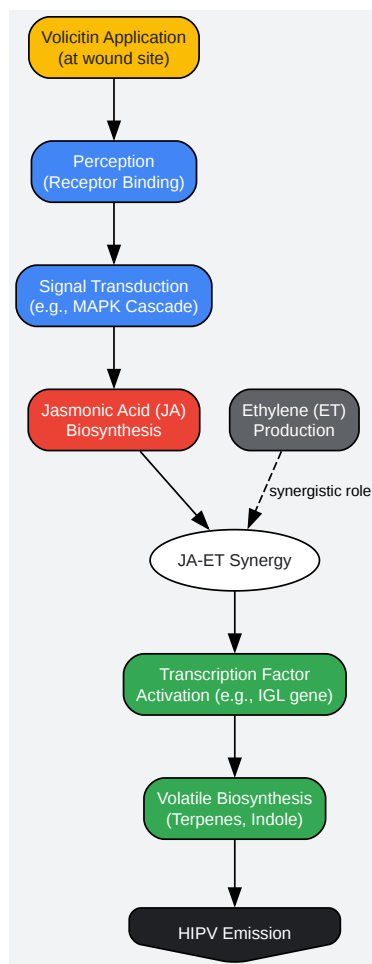 Volicitin Application
(at wound site)
Perception
(Receptor Binding)
Signal Transduction
(e.g., MAPK Cascade)
Jasmonic Acid (JA)
Biosynthesis
Ethylene (ET)
Production
synergistic role
JA-ET Synergy
Transcription Factor
Activation (e.g., IGL gene)
Volatile Biosynthesis
(Terpenes, Indole)
HIPV Emission